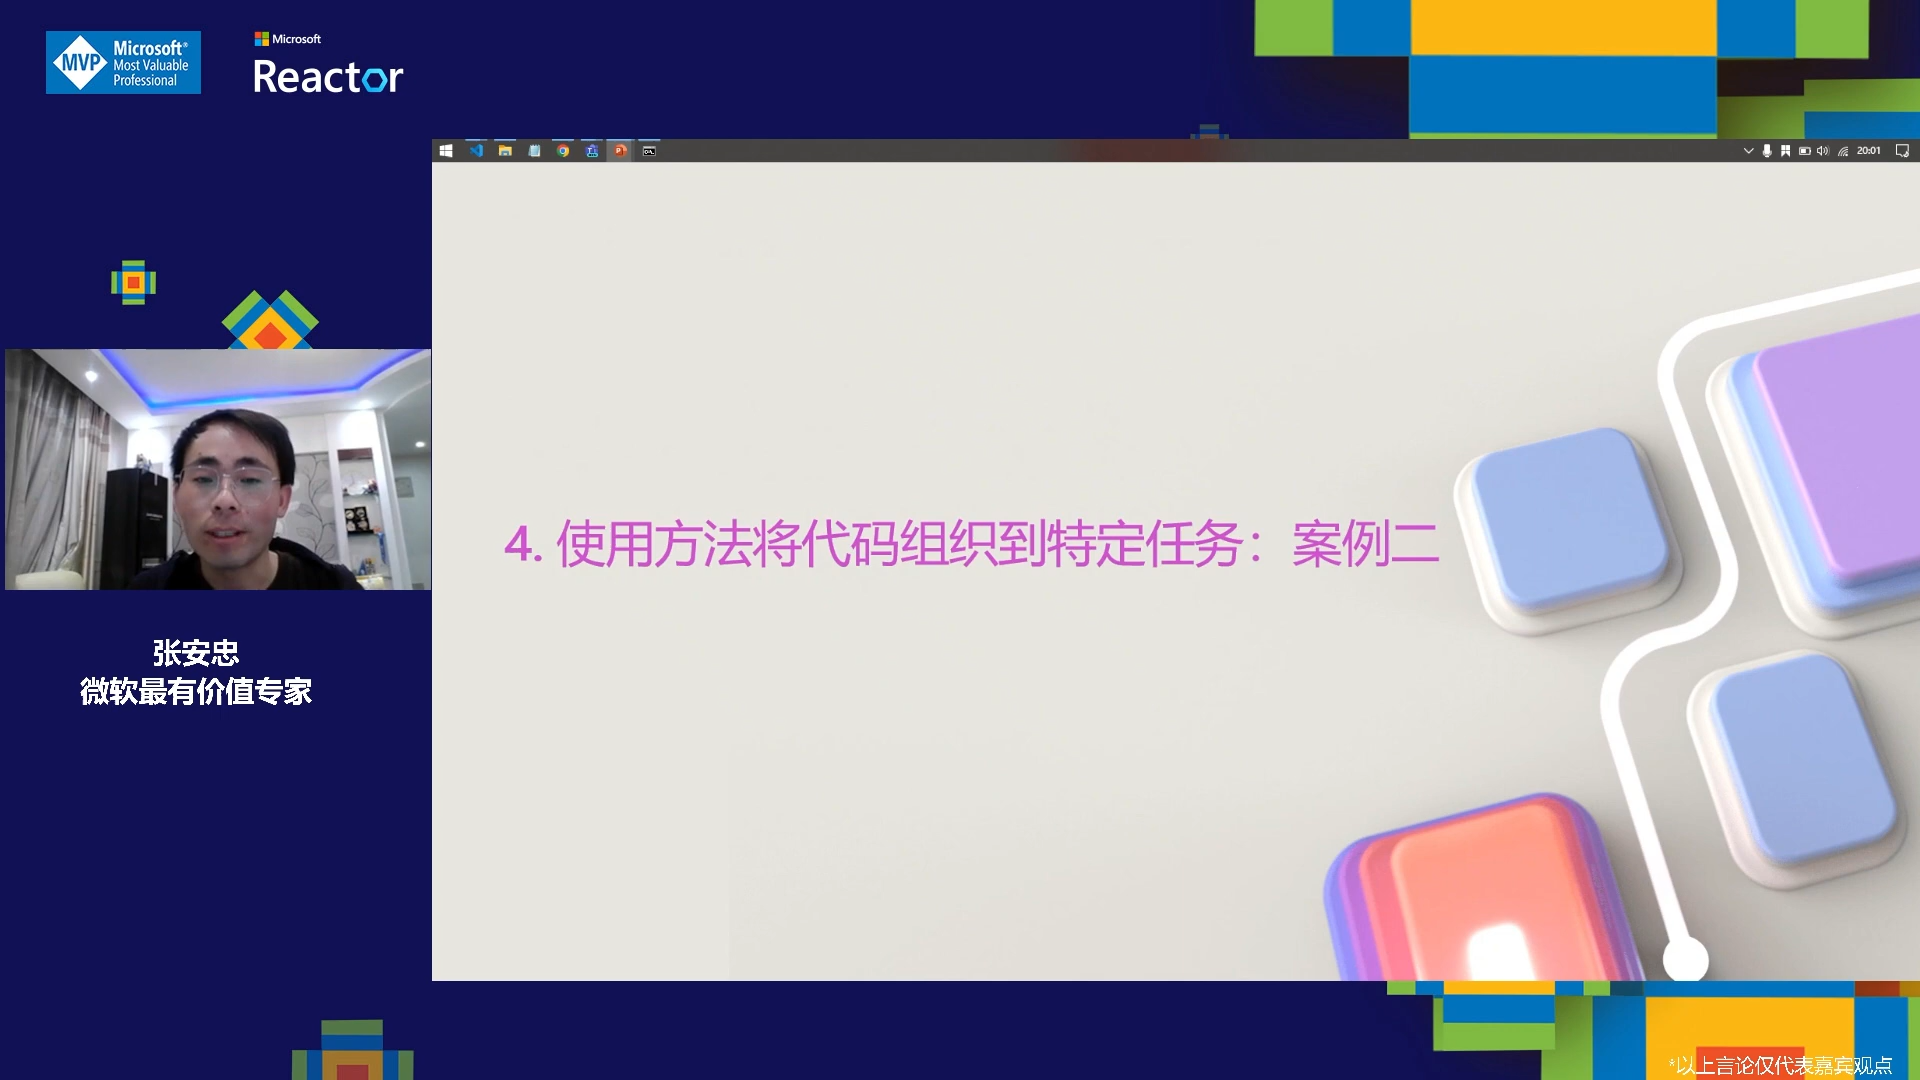 MVP
Microsoft®
Most Valuable
Professional
Microsoft
Reactor
20:01
4. 使用方法将代码组织到特定任务：案例二
张安忠
微软最有价值专家
*以上言论仅代表嘉宾观点